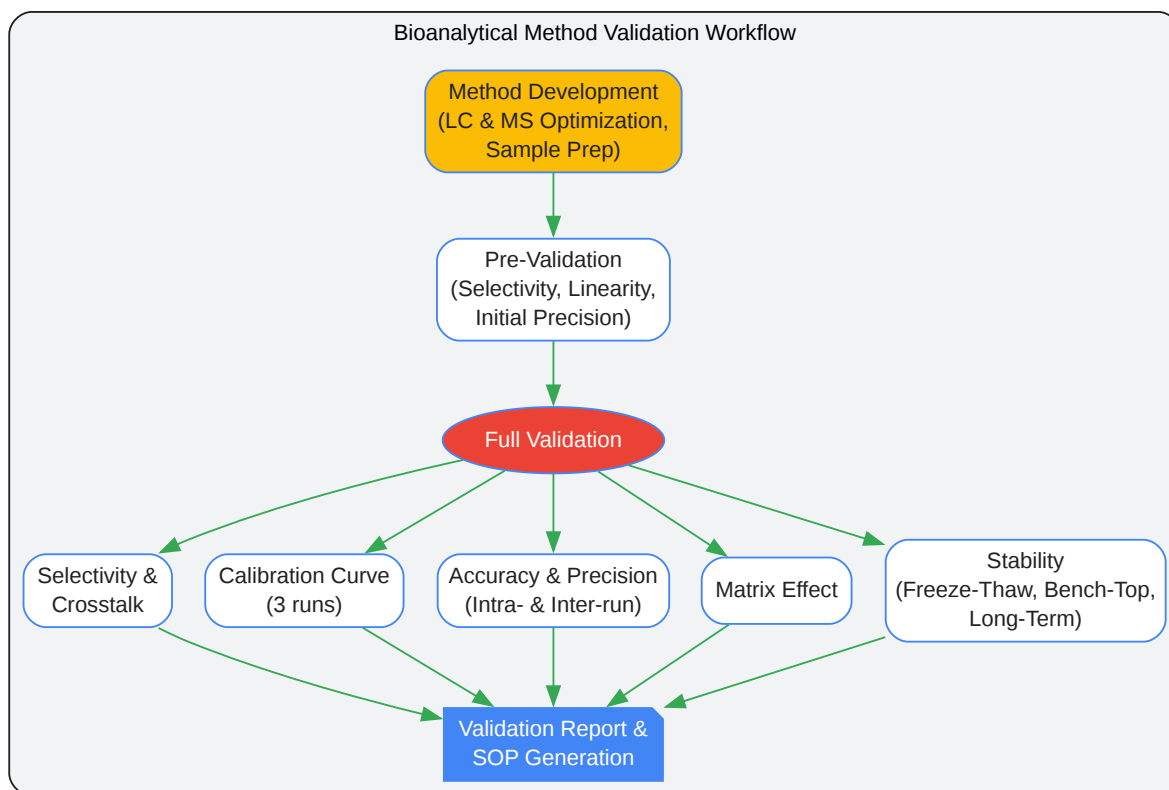 Bioanalytical Method Validation Workflow
Method Development
(LC & MS Optimization,
Sample Prep)
Pre-Validation
(Selectivity, Linearity,
Initial Precision)
Full Validation
Selectivity &
Crosstalk
Calibration Curve
(3 runs)
Accuracy & Precision
(Intra- & Inter-run)
Matrix Effect
Stability
(Freeze-Thaw, Bench-Top,
Long-Term)
Validation Report &
SOP Generation